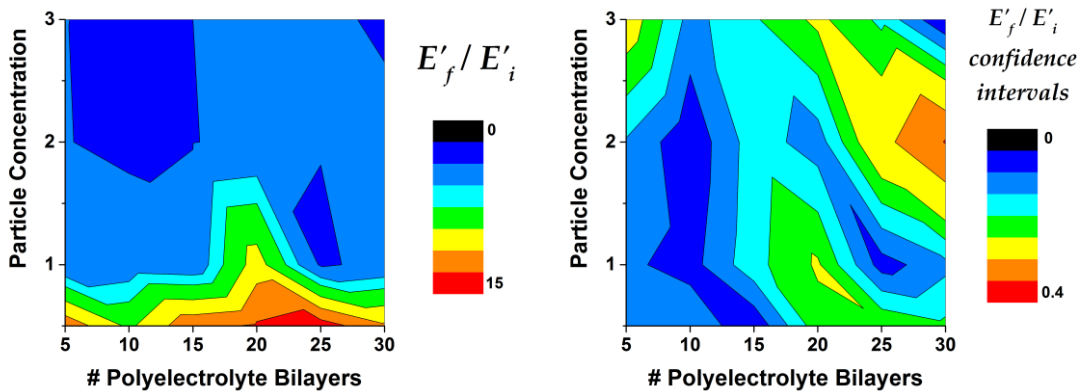 3
2
1
Particle Concentration
5 10 15 20 25 30
# Polyelectrolyte Bilayers
E'f / E'i
0
15
3
2
1
Particle Concentration
5 10 15 20 25 30
# Polyelectrolyte Bilayers
E'f / E'i
confidence
intervals
0
0.4